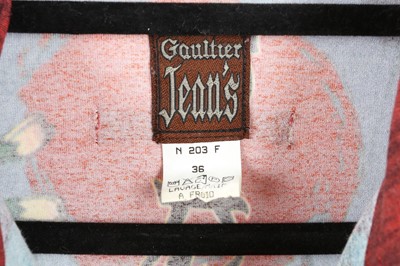 Gaultier
Jean's
N 203 F
36
LAVAGE
A FROID